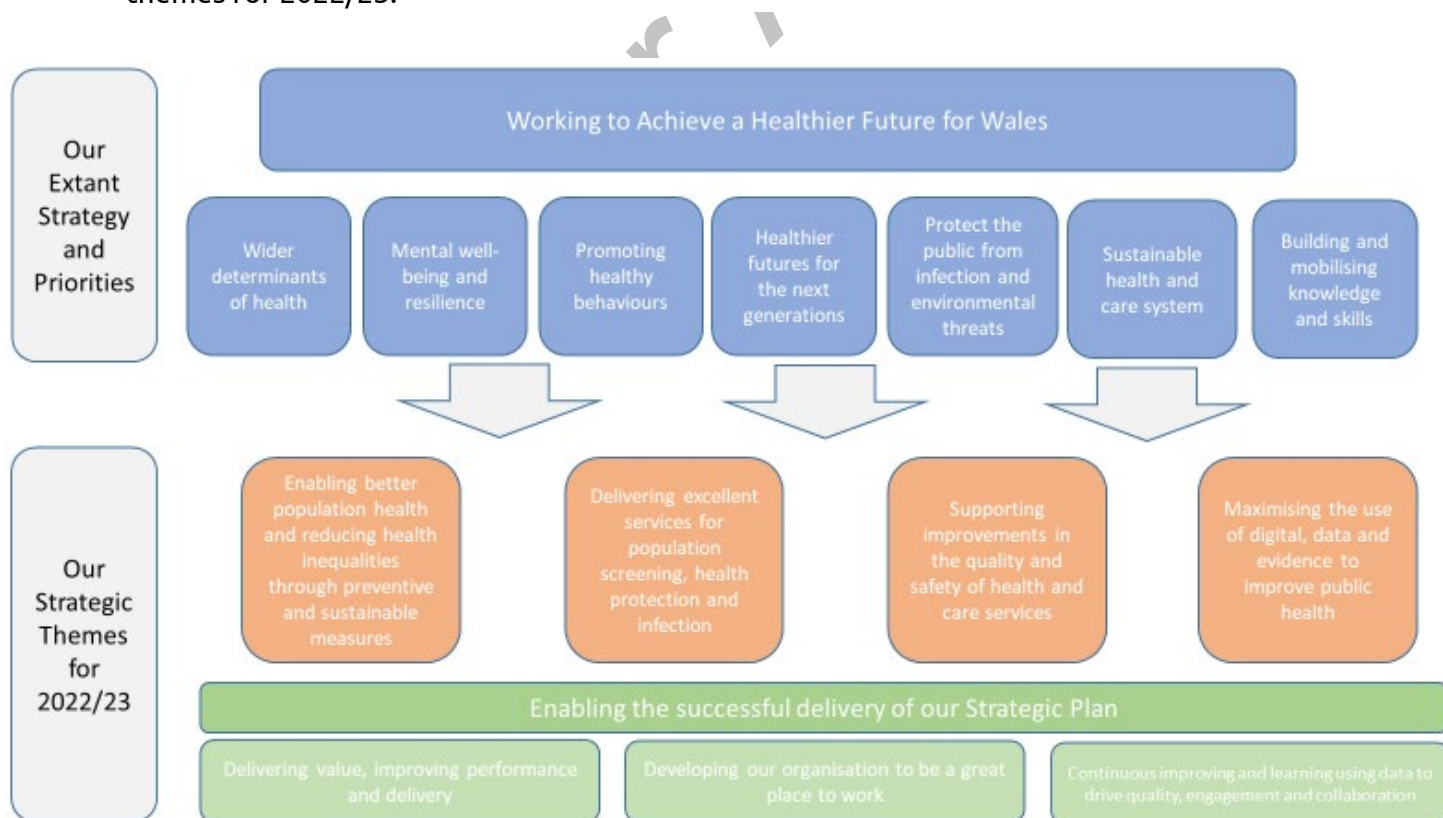 themes for 2022/23.
Our
Extant
Strategy
and
Priorities
Working to Achieve a Healthier Future for Wales
Wider
determinants
of health
Mental well-
being and
resilience
Promoting
healthy
behaviours
Healthier
futures for
the next
generations
Protect the
public from
infection and
environmental
threats
Sustainable
health and
care system
Building and
mobilising
knowledge
and skills
Our
Strategic
Themes
for
2022/23
Enabling better
population health
and reducing health
inequalities
through preventive
and sustainable
measures
Delivering excellent
services for
population
screening, health
protection and
infection
Supporting
improvements in
the quality and
safety of health and
care services
Maximising the use
of digital, data and
evidence to
improve public
health
Enabling the successful delivery of our Strategic Plan
Delivering value, improving performance
and delivery
Developing our organisation to be a great
place to work
Continuous improving and learning using data to
drive quality, engagement and collaboration